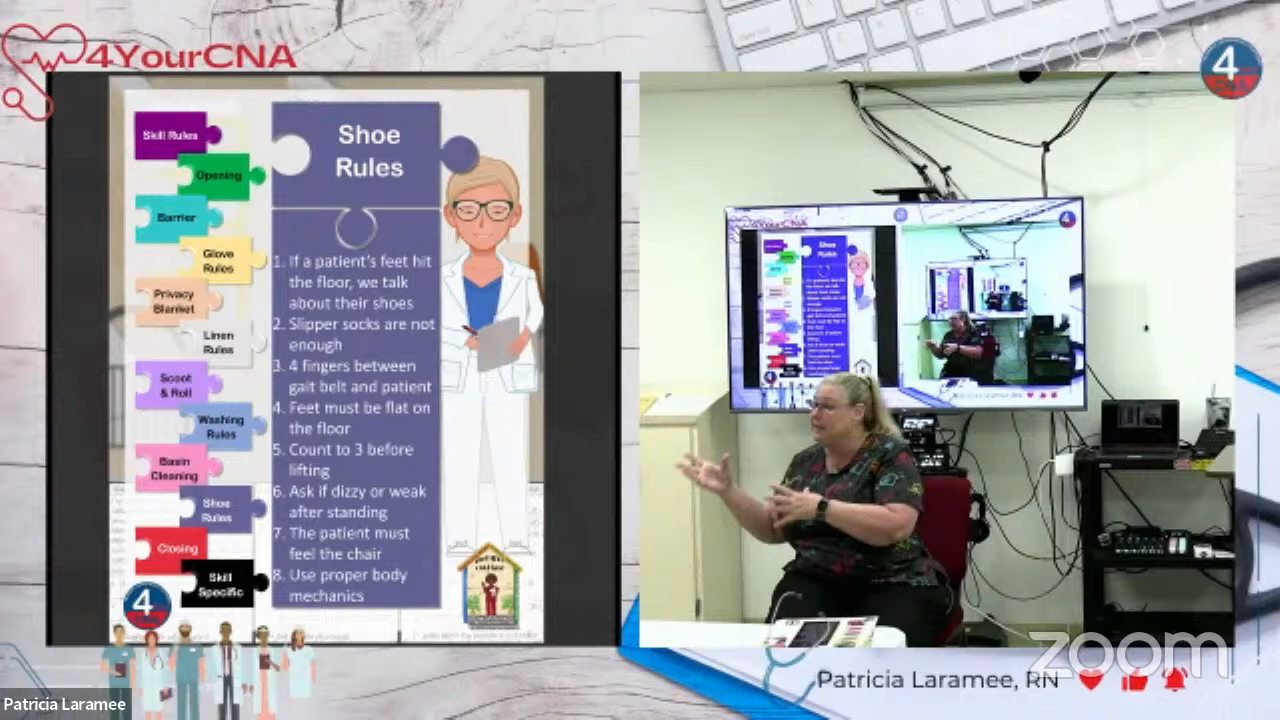 4YourCNA
4
Skill Rules
Opening
Barrier
Glove
Rules
Privacy
Blanket
Linen
Rules
Scoot
& Roll
Washing
Rules
Basin
Cleaning
Shoe
Rules
Closing
Skill
Specific
4
Shoe
Rules
1. If a patient's feet hit
the floor, we talk
about their shoes
2. Slipper socks are not
enough
3. 4 fingers between
gait belt and patient
4. Feet must be flat on
the floor
5. Count to 3 before
lifting
6. Ask if dizzy or weak
after standing
7. The patient must
feel the chair
8. Use proper body
mechanics
Shoe
Rules
zoom
Patricia Laramee, RN
Patricia Laramee